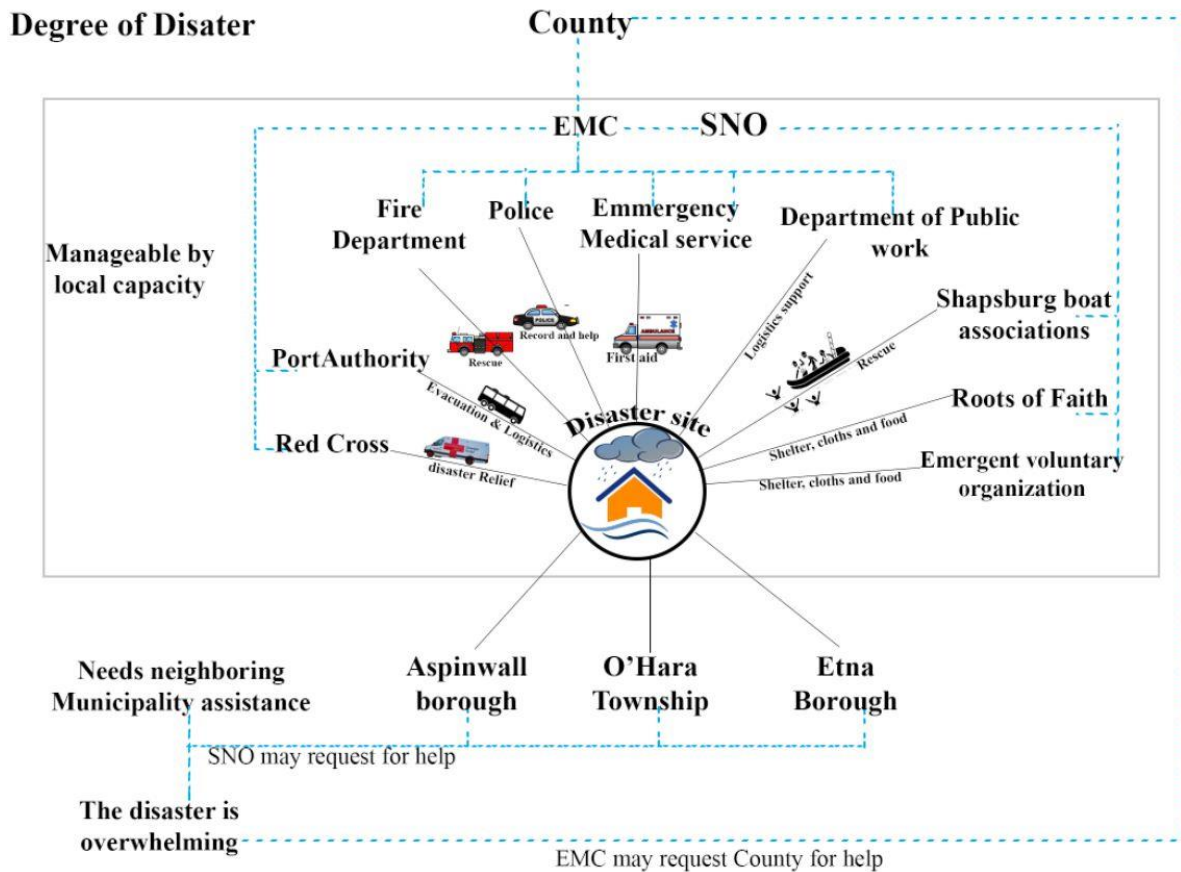 Degree of Disater
County
EMC
SNO
Fire
Department
Police
Emmergency
Medical service
Department of Public
work
Manageable by
local capacity
Shapsburg boat
associations
PortAuthority
Roots of Faith
Red Cross
Emergent voluntary
organization
POLICE
Record and help
Rescue
AMBULANCE
First aid
Logistics support
Rescue
Evacuation & Logistics
disaster Relief
Disaster site
Shelter, cloths and food
Shelter, cloths and food
Needs neighboring
Municipality assistance
Aspinwall
borough
O’Hara
Township
Etna
Borough
SNO may request for help
The disaster is
overwhelming
EMC may request County for help